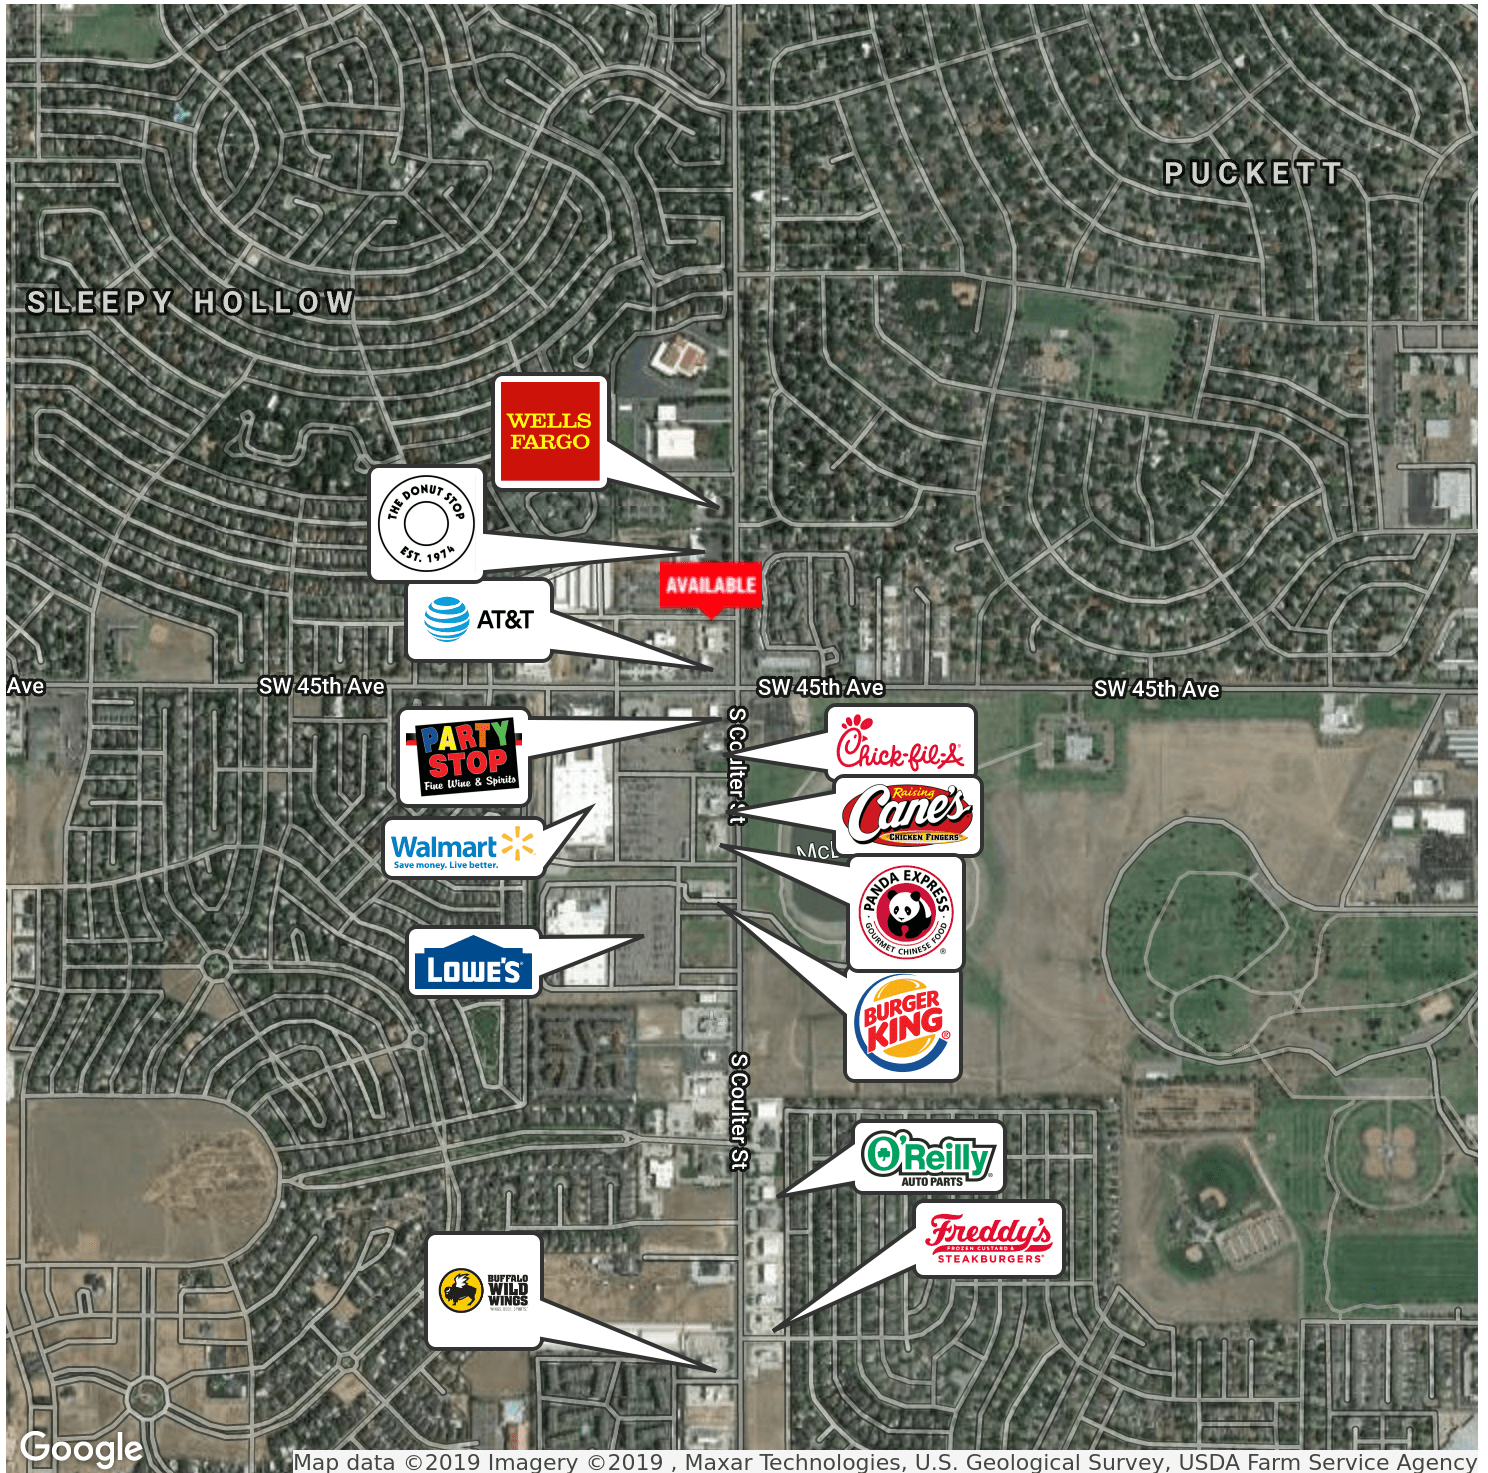 PUCKETT
SLEEPY HOLLOW
WELLS
FARGO
THE DONUT STOP
EST. 1974
AVAILABLE
AT&T
Ave
SW 45th Ave
SW 45th Ave
SW 45th Ave
PARTY
STOP
Fine Wine & Spirits
S Coulter St
Chick-fil-A
Raising
Cane's
CHICKEN FINGERS
Walmart
Save money. Live better.
McL
PANDA EXPRESS
GOURMET CHINESE FOOD
®
LOWE'S
BURGER
KING®
S Coulter St
O'Reilly
AUTO PARTS
Freddy's
FROZEN CUSTARD &
STEAKBURGERS
BUFFALO
WILD
WINGS
Google
Map data ©2019 Imagery ©2019 , Maxar Technologies, U.S. Geological Survey, USDA Farm Service Agency